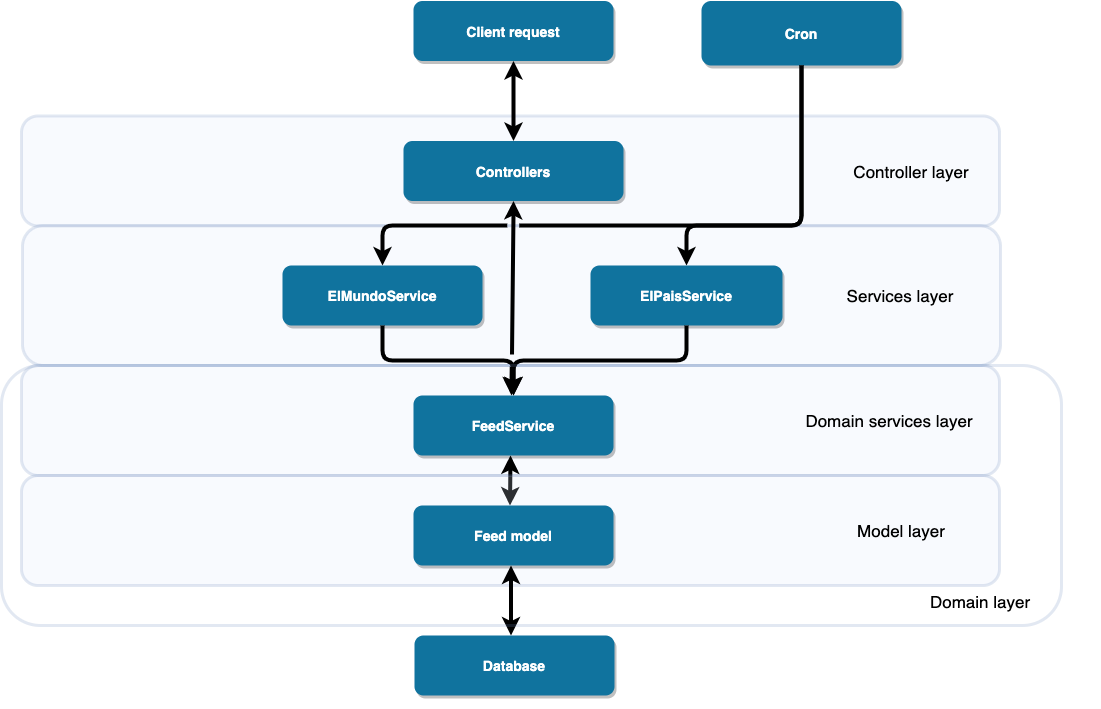 Client request
Cron
Controllers
Controller layer
ElMundoService
ElPaisService
Services layer
FeedService
Domain services layer
Feed model
Model layer
Domain layer
Database